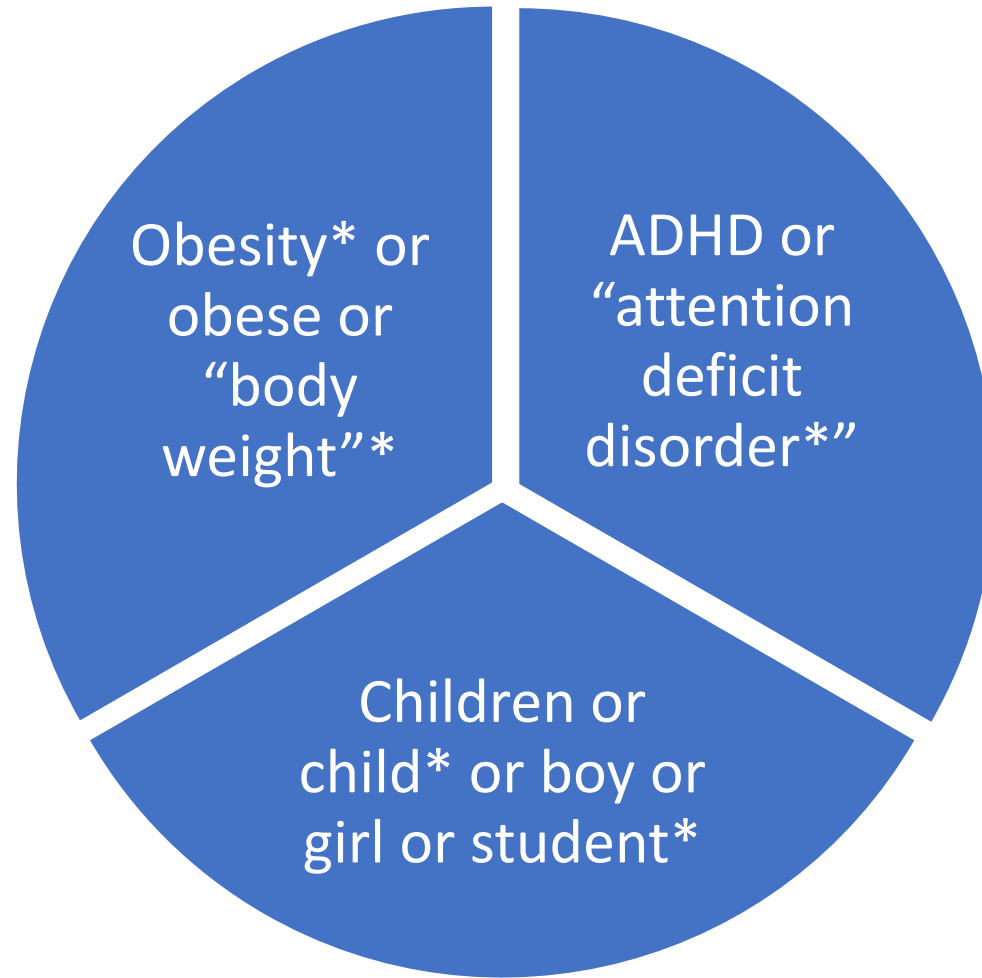 Obesity* or
obese or
“body
weight”*
ADHD or
“attention
deficit
disorder*”
Children or
child* or boy or
girl or student*